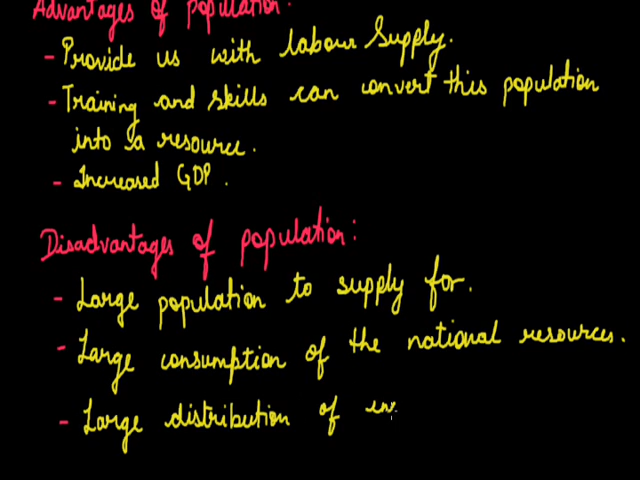 Advantages of population:
- Provide us with labour supply.
- Training and skills can convert this population
into a resource.
- Increased GDP.
Disadvantages of population:
- Large population to supply for.
- Large consumption of the national resources.
- Large distribution of